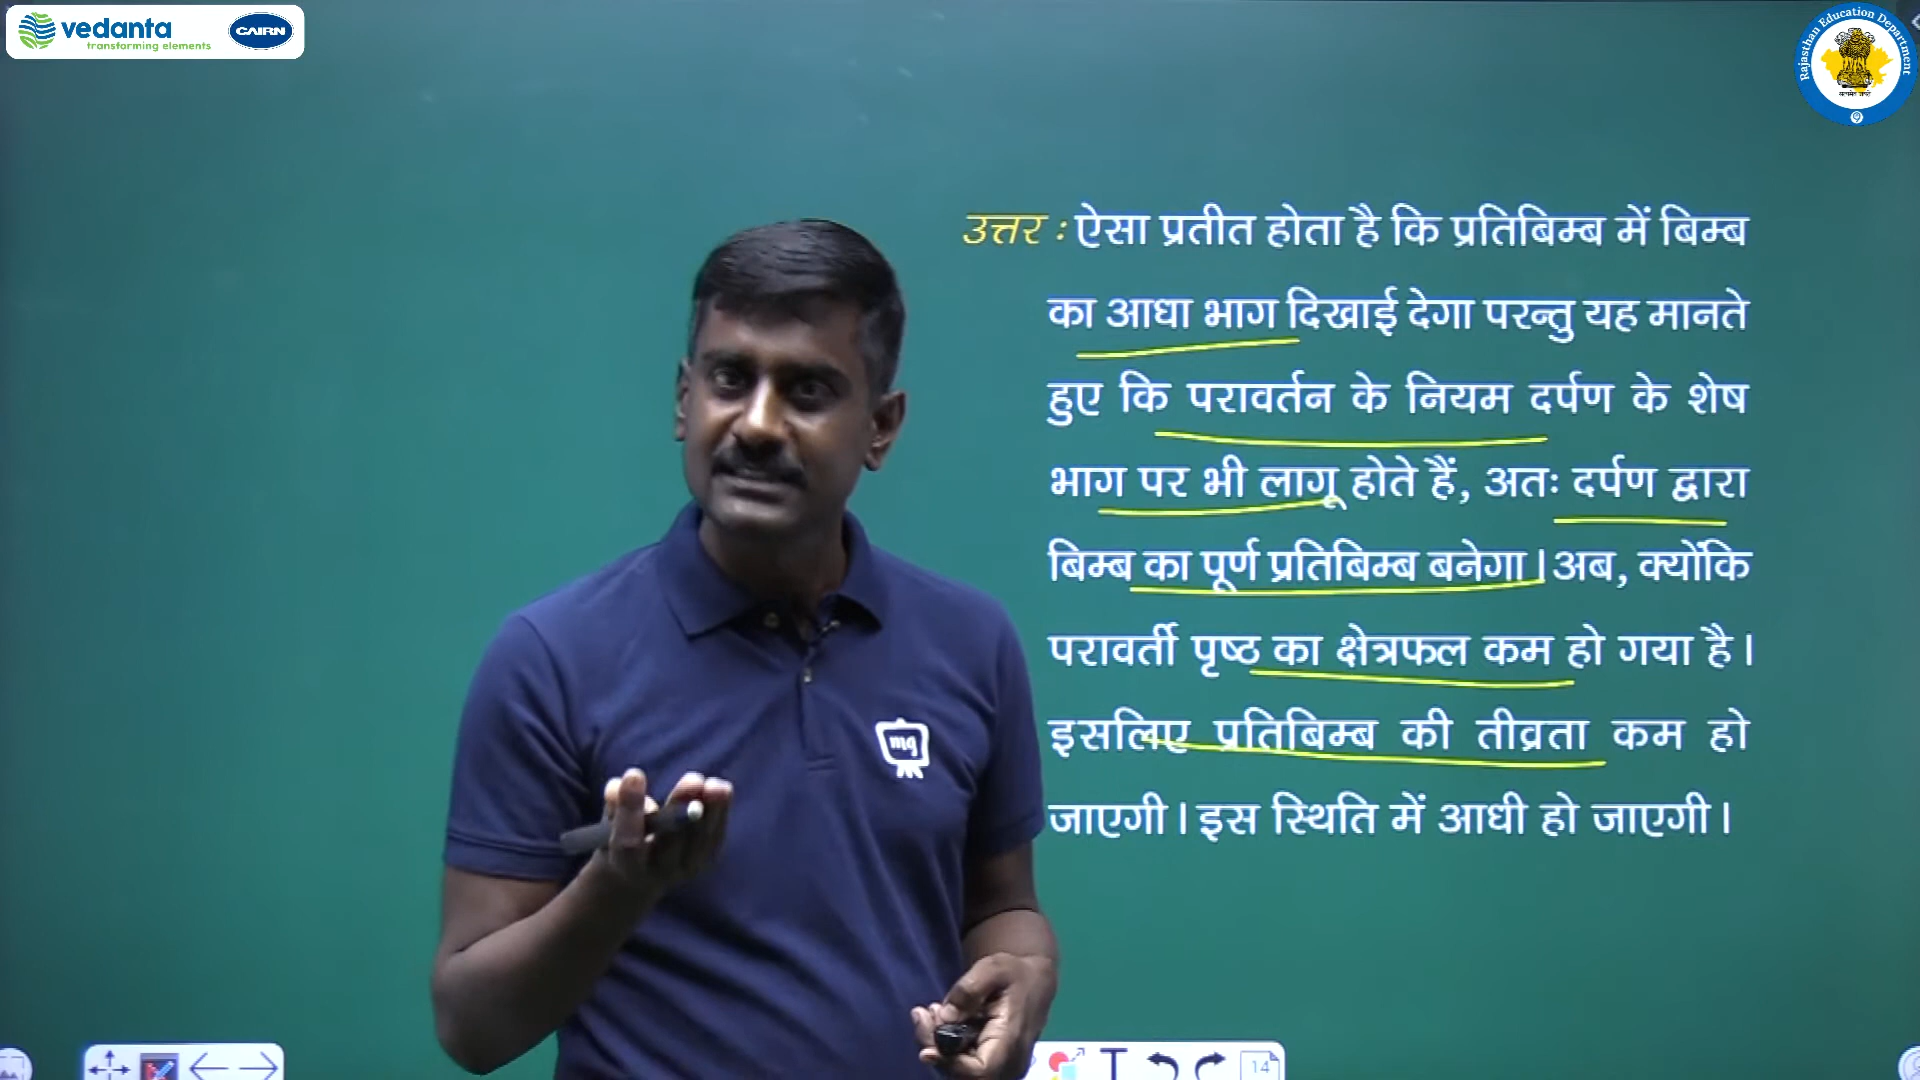 vedanta
transforming elements
CAIRN
Rajasthan Education Department
उत्तर : ऐसा प्रतीत होता है कि प्रतिबिम्ब में बिम्ब
का आधा भाग दिखाई देगा परन्तु यह मानते
हुए कि परावर्तन के नियम दर्पण के शेष
भाग पर भी लागू होते हैं, अतः दर्पण द्वारा
बिम्ब का पूर्ण प्रतिबिम्ब बनेगा। अब, क्योंकि
परावर्ती पृष्ठ का क्षेत्रफल कम हो गया है।
इसलिए प्रतिबिम्ब की तीव्रता कम हो
जाएगी। इस स्थिति में आधी हो जाएगी।
mg
T
14